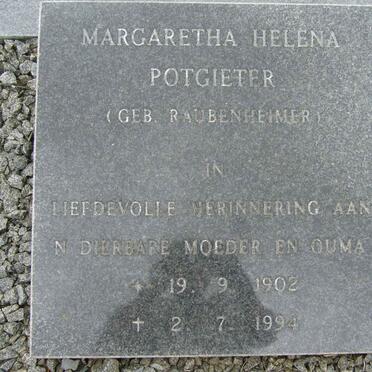 MARGARETHA HELENA
POTGIETER
(GEB. RAUBENHEIMER)
IN
LIEFDEVOLLE HERINNERING AAN
N DIERBARE MOEDER EN OUMA
* 19. 9. 1902
+ 2. 7. 1994